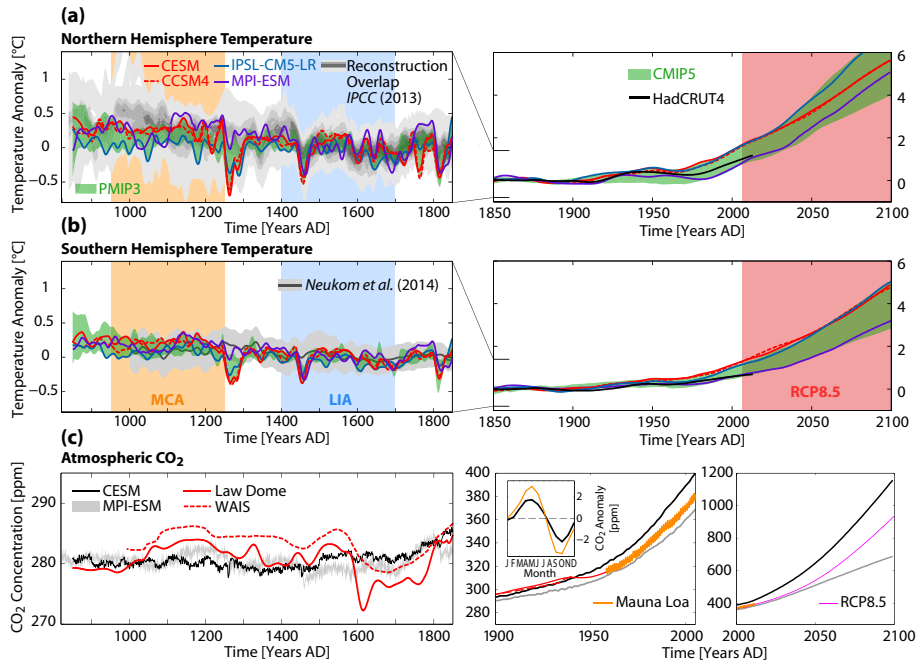 (a)
Northern Hemisphere Temperature
Temperature Anomaly [°C]
1
0.5
0
−0.5
CESM
CCSM4
IPSL-CM5-LR
MPI-ESM
Reconstruction
Overlap
IPCC (2013)
PMIP3
1000 1200 1400 1600 1800
Time [Years AD]
CMIP5
HadCRUT4
6
4
2
0
1850 1900 1950 2000 2050 2100
Time [Years AD]
(b)
Southern Hemisphere Temperature
Temperature Anomaly [°C]
1
0.5
0
−0.5
Neukom et al. (2014)
MCA
LIA
1000 1200 1400 1600 1800
Time [Years AD]
6
4
2
0
RCP8.5
1850 1900 1950 2000 2050 2100
Time [Years AD]
(c)
Atmospheric CO2
CO2 Concentration [ppm]
290
280
270
CESM
MPI-ESM
Law Dome
WAIS
1000 1200 1400 1600 1800
Time [Years AD]
400
380
360
340
320
300
280
270
2
0
−2
CO2 Anomaly
[ppm]
J F M A M J J A S O N D
Month
Mauna Loa
1900 1950 2000
Time [Years AD]
1200
1000
800
600
400
RCP8.5
2000 2050 2100
Time [Years AD]